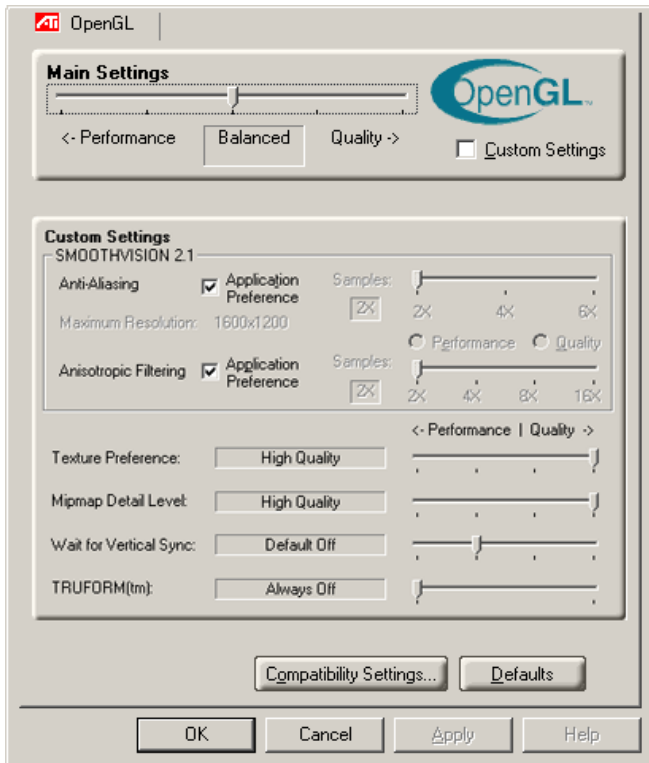 ATI OpenGL
Main Settings
OpenGL™
<- Performance Balanced Quality ->
Custom Settings
Custom Settings
SMOOTHVISION 2.1
Anti-Aliasing
Application Preference
Samples:
2X
2X 4X 6X
Maximum Resolution: 1600x1200
Performance Quality
Anisotropic Filtering
Application Preference
Samples:
2X
2X 4X 8X 16X
<- Performance | Quality ->
Texture Preference: High Quality
Mipmap Detail Level: High Quality
Wait for Vertical Sync: Default Off
TRUFORM(tm): Always Off
Compatibility Settings... Defaults
OK Cancel Apply Help